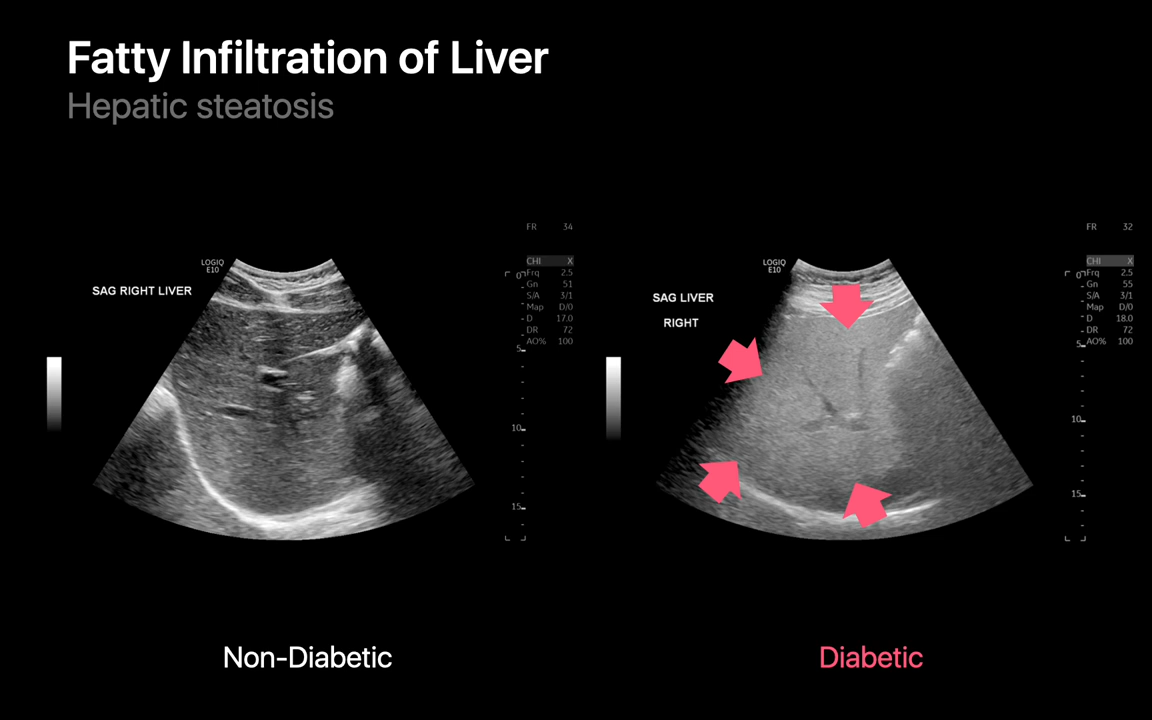 Fatty Infiltration of Liver
Hepatic steatosis
FR 34
LOGIQ
E10
CHI X
Frq 2.5
Gn 51
S/A 3/1
Map D/0
D 17.0
DR 72
AO% 100
SAG RIGHT LIVER
0
5
10
15
FR 32
LOGIQ
E10
CHI X
Frq 2.5
Gn 55
S/A 3/1
Map D/0
D 18.0
DR 72
AO% 100
SAG LIVER
RIGHT
0
5
10
15
Non-Diabetic
Diabetic